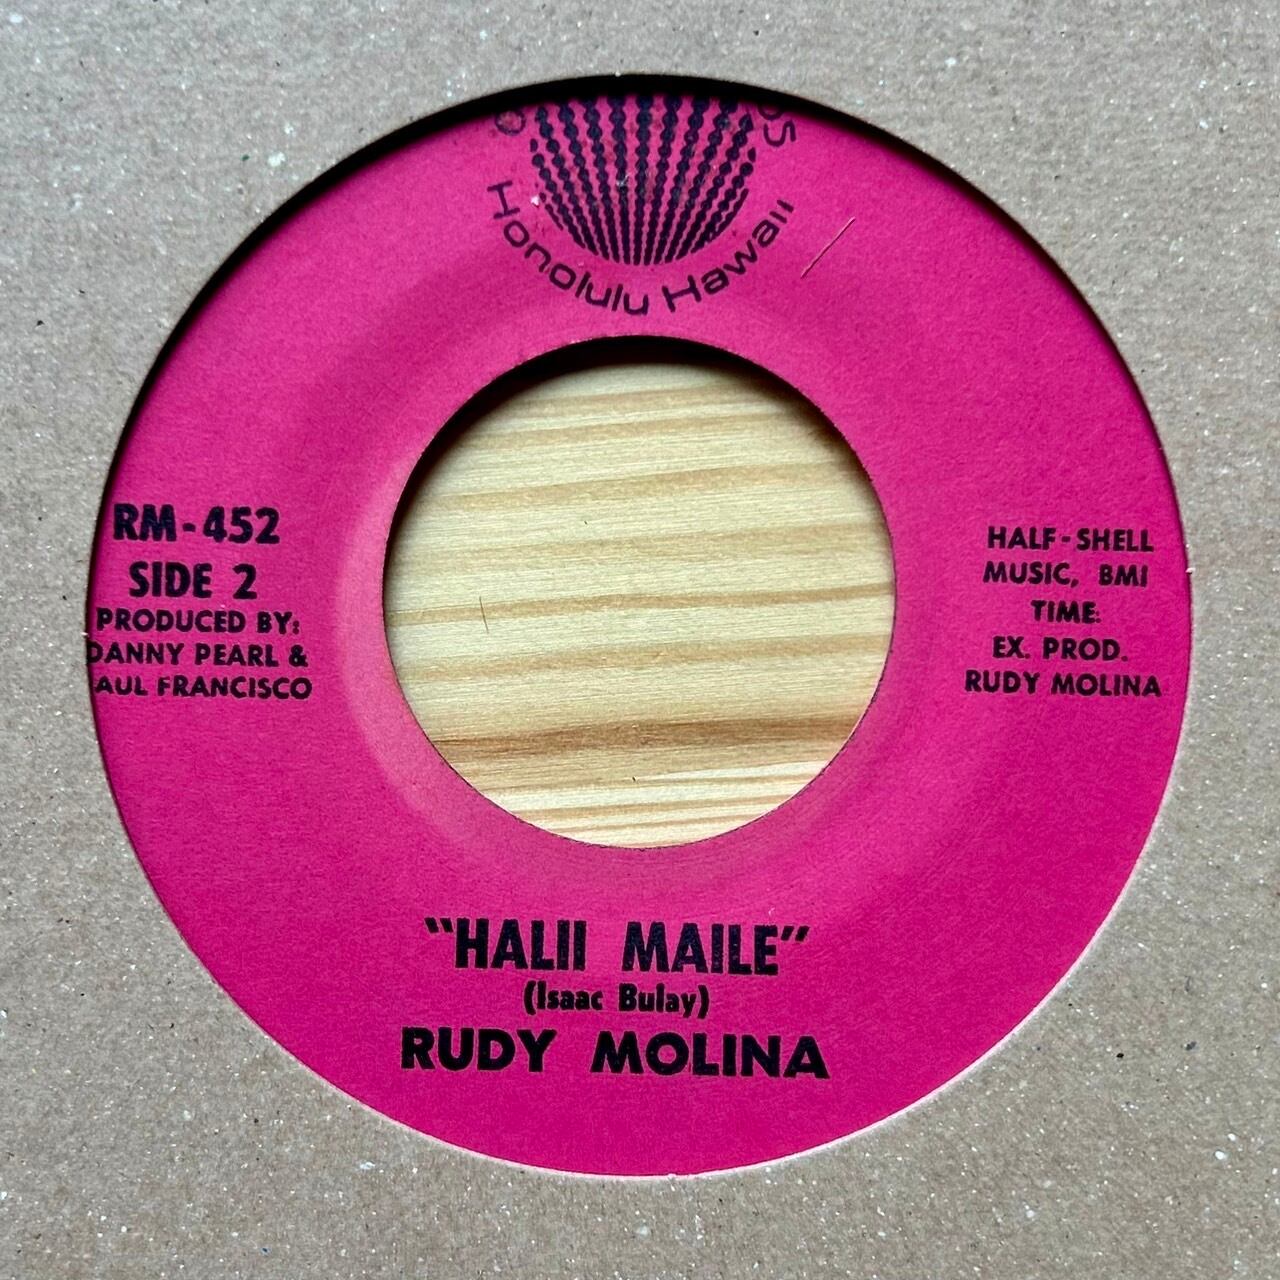 Honolulu Hawaii
RM-452
SIDE 2
PRODUCED BY:
DANNY PEARL &
AUL FRANCISCO
HALF-SHELL
MUSIC, BMI
TIME:
EX. PROD.
RUDY MOLINA
"HALII MAILE"
(Isaac Bulay)
RUDY MOLINA